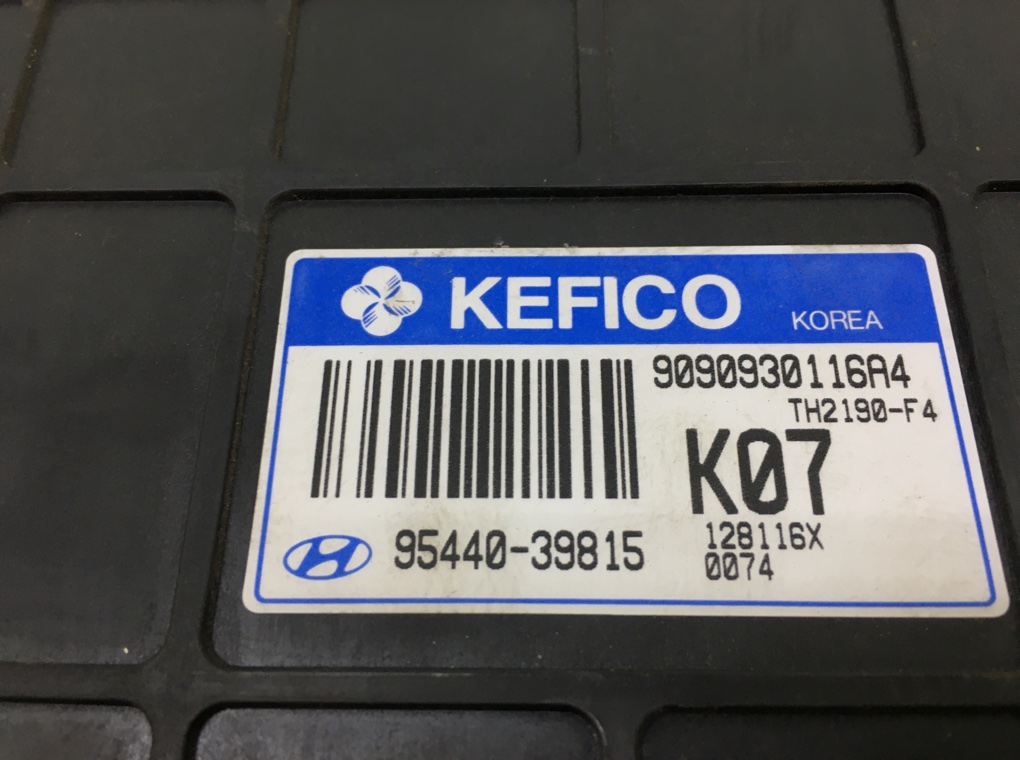 KEFICO KOREA
9090930116A4
TH2190-F4
K07
95440-39815
128116X
0074